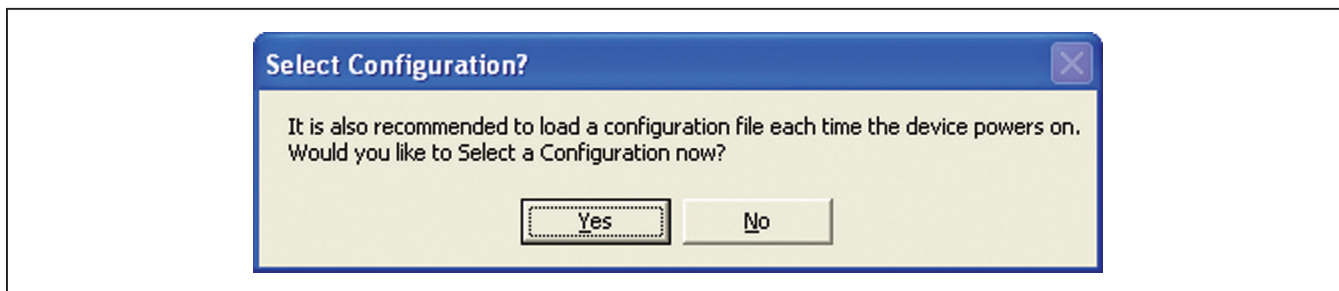 Select Configuration?
It is also recommended to load a configuration file each time the device powers on.
Would you like to Select a Configuration now?
Yes
No